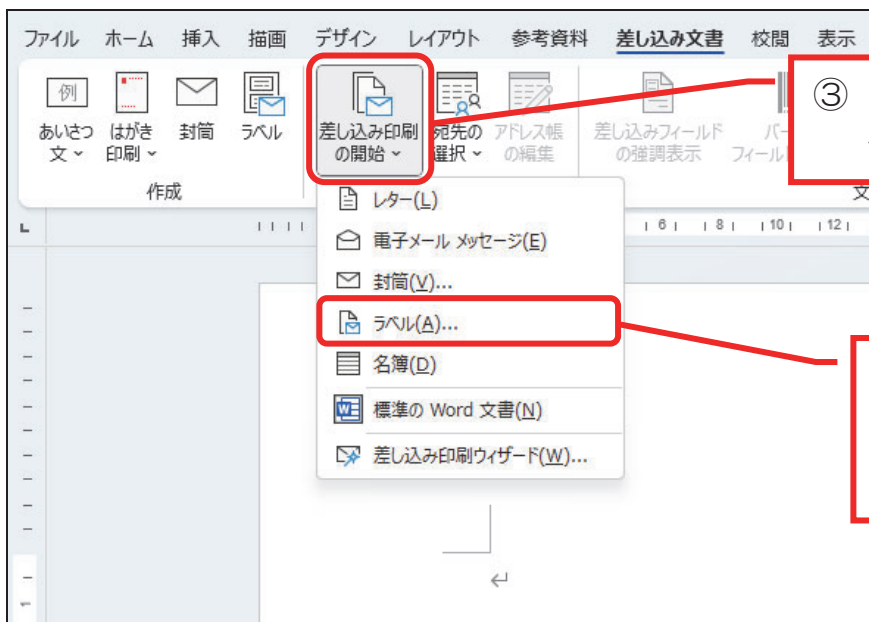 ファイル ホーム 挿入 描画 デザイン レイアウト 参考資料 差し込み文書 校閲 表示
例
あいさつ文
はがき印刷
封筒
ラベル
差し込み印刷の開始
宛先の選択
アドレス帳の編集
差し込みフィールドの強調表示
③
作成
レター(L)
電子メール メッセージ(E)
封筒(V)...
ラベル(A)...
名簿(D)
標準の Word 文書(N)
差し込み印刷ウィザード(W)...
6 8 10 12